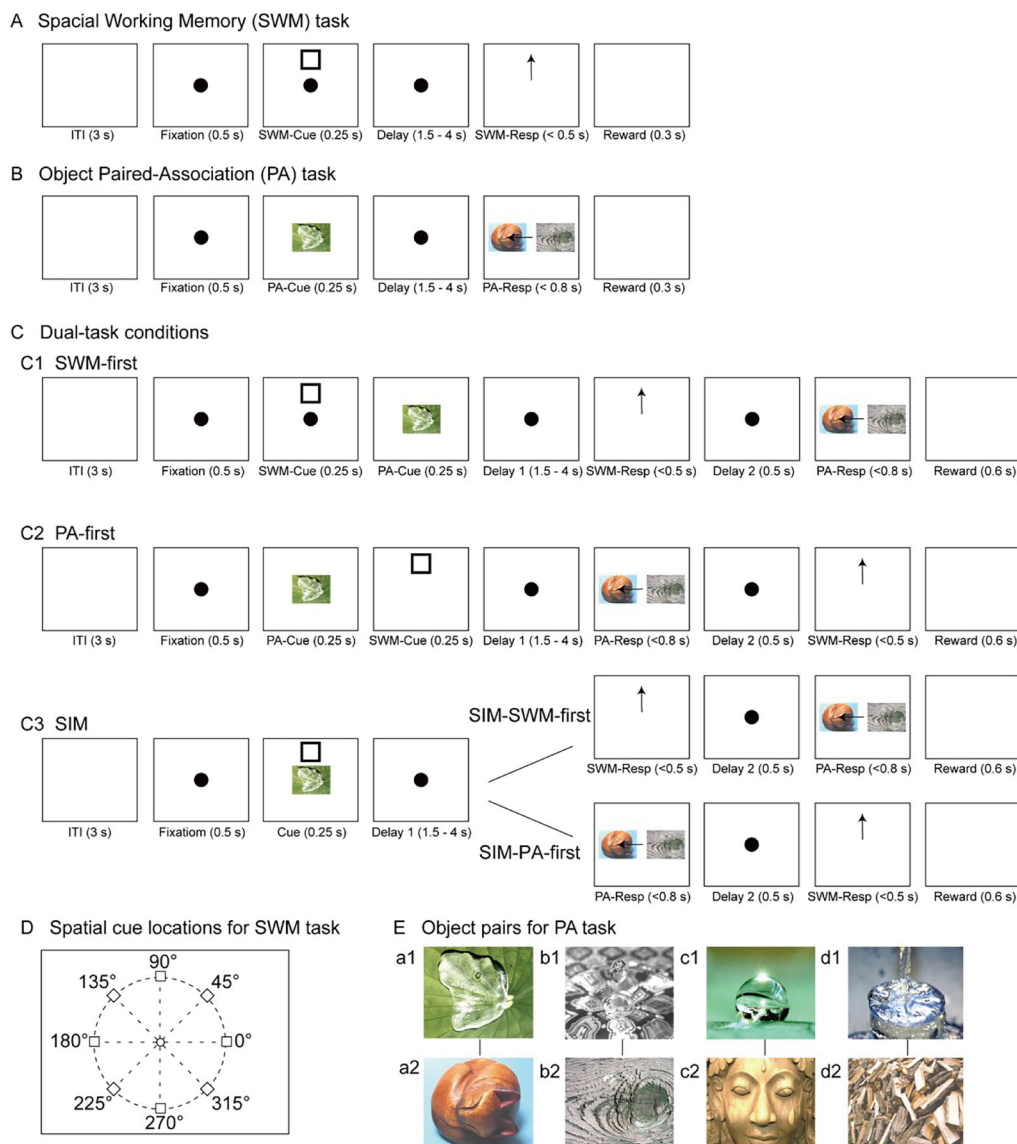 A Spacial Working Memory (SWM) task
ITI (3 s) Fixation (0.5 s) SWM-Cue (0.25 s) Delay (1.5 - 4 s) SWM-Resp (< 0.5 s) Reward (0.3 s)
B Object Paired-Association (PA) task
ITI (3 s) Fixation (0.5 s) PA-Cue (0.25 s) Delay (1.5 - 4 s) PA-Resp (< 0.8 s) Reward (0.3 s)
C Dual-task conditions
C1 SWM-first
ITI (3 s) Fixation (0.5 s) SWM-Cue (0.25 s) PA-Cue (0.25 s) Delay 1 (1.5 - 4 s) SWM-Resp (<0.5 s) Delay 2 (0.5 s) PA-Resp (<0.8 s) Reward (0.6 s)
C2 PA-first
ITI (3 s) Fixation (0.5 s) PA-Cue (0.25 s) SWM-Cue (0.25 s) Delay 1 (1.5 - 4 s) PA-Resp (<0.8 s) Delay 2 (0.5 s) SWM-Resp (<0.5 s) Reward (0.6 s)
C3 SIM
ITI (3 s) Fixatiom (0.5 s) Cue (0.25 s) Delay 1 (1.5 - 4 s)
SIM-SWM-first
SWM-Resp (<0.5 s) Delay 2 (0.5 s) PA-Resp (<0.8 s) Reward (0.6 s)
SIM-PA-first
PA-Resp (<0.8 s) Delay 2 (0.5 s) SWM-Resp (<0.5 s) Reward (0.6 s)
D Spatial cue locations for SWM task
90°
135° 45°
180° 0°
225° 315°
270°
E Object pairs for PA task
a1 b1 c1 d1
a2 b2 c2 d2